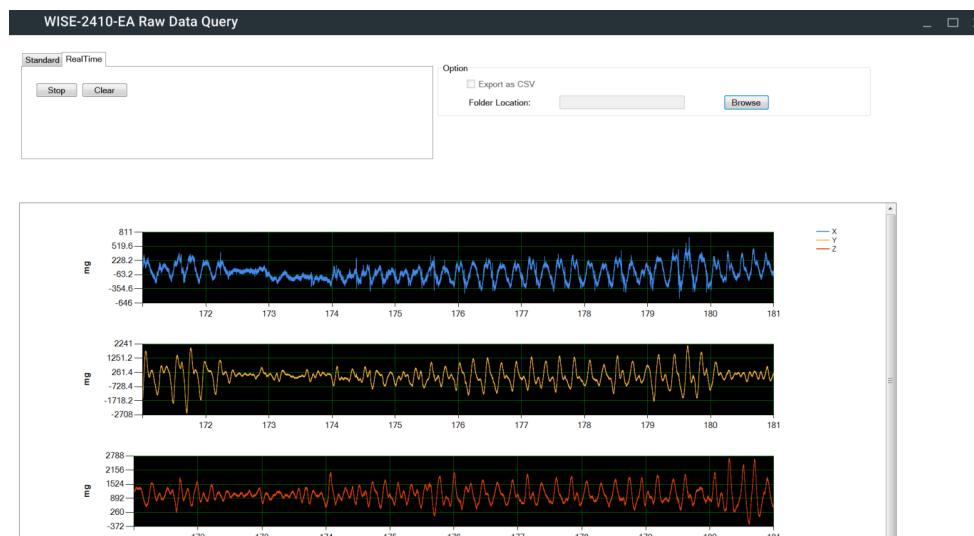 WISE-2410-EA Raw Data Query
Standard RealTime
Stop Clear
Option
Export as CSV
Folder Location: Browse
811
519.6
228.2
-63.2
-354.6
-646
mg
172 173 174 175 176 177 178 179 180 181
X
Y
Z
2241
1251.2
261.4
-728.4
-1718.2
-2708
mg
172 173 174 175 176 177 178 179 180 181
2788
2156
1524
892
260
-372
mg